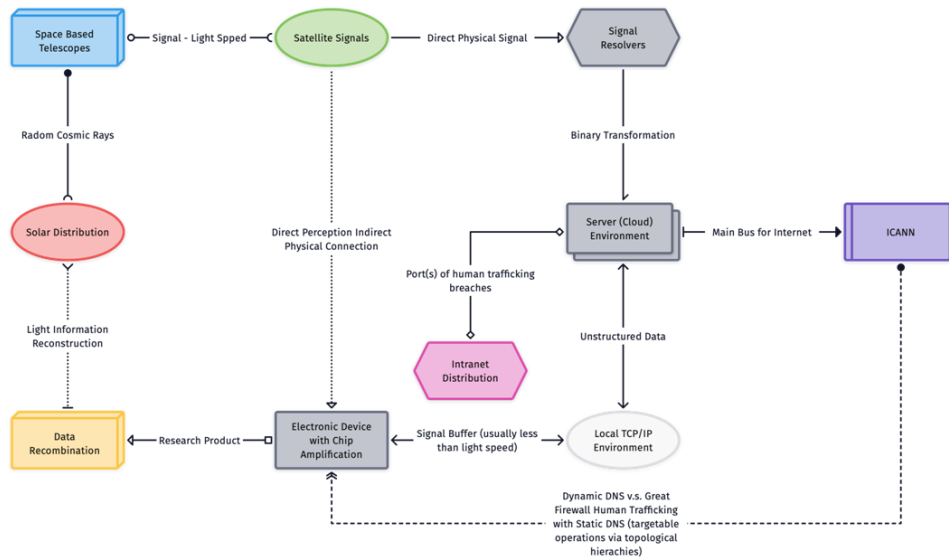 Space Based
Telescopes
Signal - Light Spped
Satellite Signals
Direct Physical Signal
Signal
Resolvers
Radom Cosmic Rays
Binary Transformation
Solar Distribution
Direct Perception Indirect
Physical Connection
Server (Cloud)
Environment
Main Bus for Internet
ICANN
Port(s) of human trafficking
breaches
Light Information
Reconstruction
Unstructured Data
Intranet
Distribution
Data
Recombination
Research Product
Electronic Device
with Chip
Amplification
Signal Buffer (usually less
than light speed)
Local TCP/IP
Environment
Dynamic DNS v.s. Great
Firewall Human Trafficking
with Static DNS (targetable
operations via topological
hierachies)